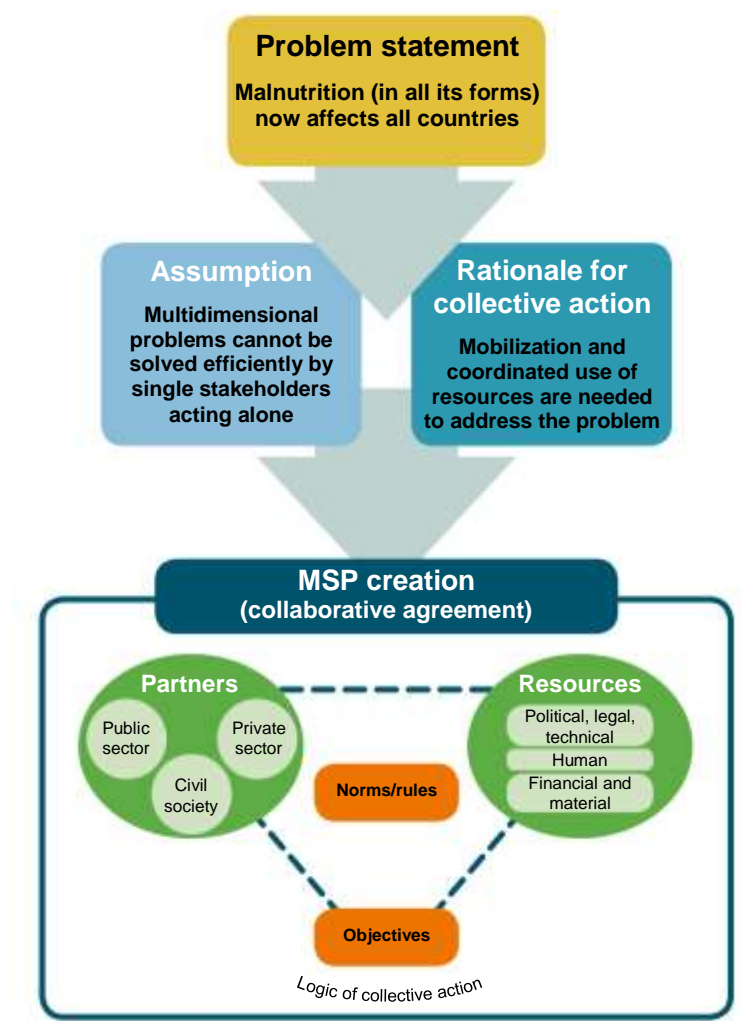 Problem statement
Malnutrition (in all its forms)
now affects all countries
Assumption
Multidimensional
problems cannot be
solved efficiently by
single stakeholders
acting alone
Rationale for
collective action
Mobilization and
coordinated use of
resources are needed
to address the problem
MSP creation
(collaborative agreement)
Partners
Public
sector
Private
sector
Civil
society
Resources
Political, legal,
technical
Human
Financial and
material
Norms/rules
Objectives
Logic of collective action